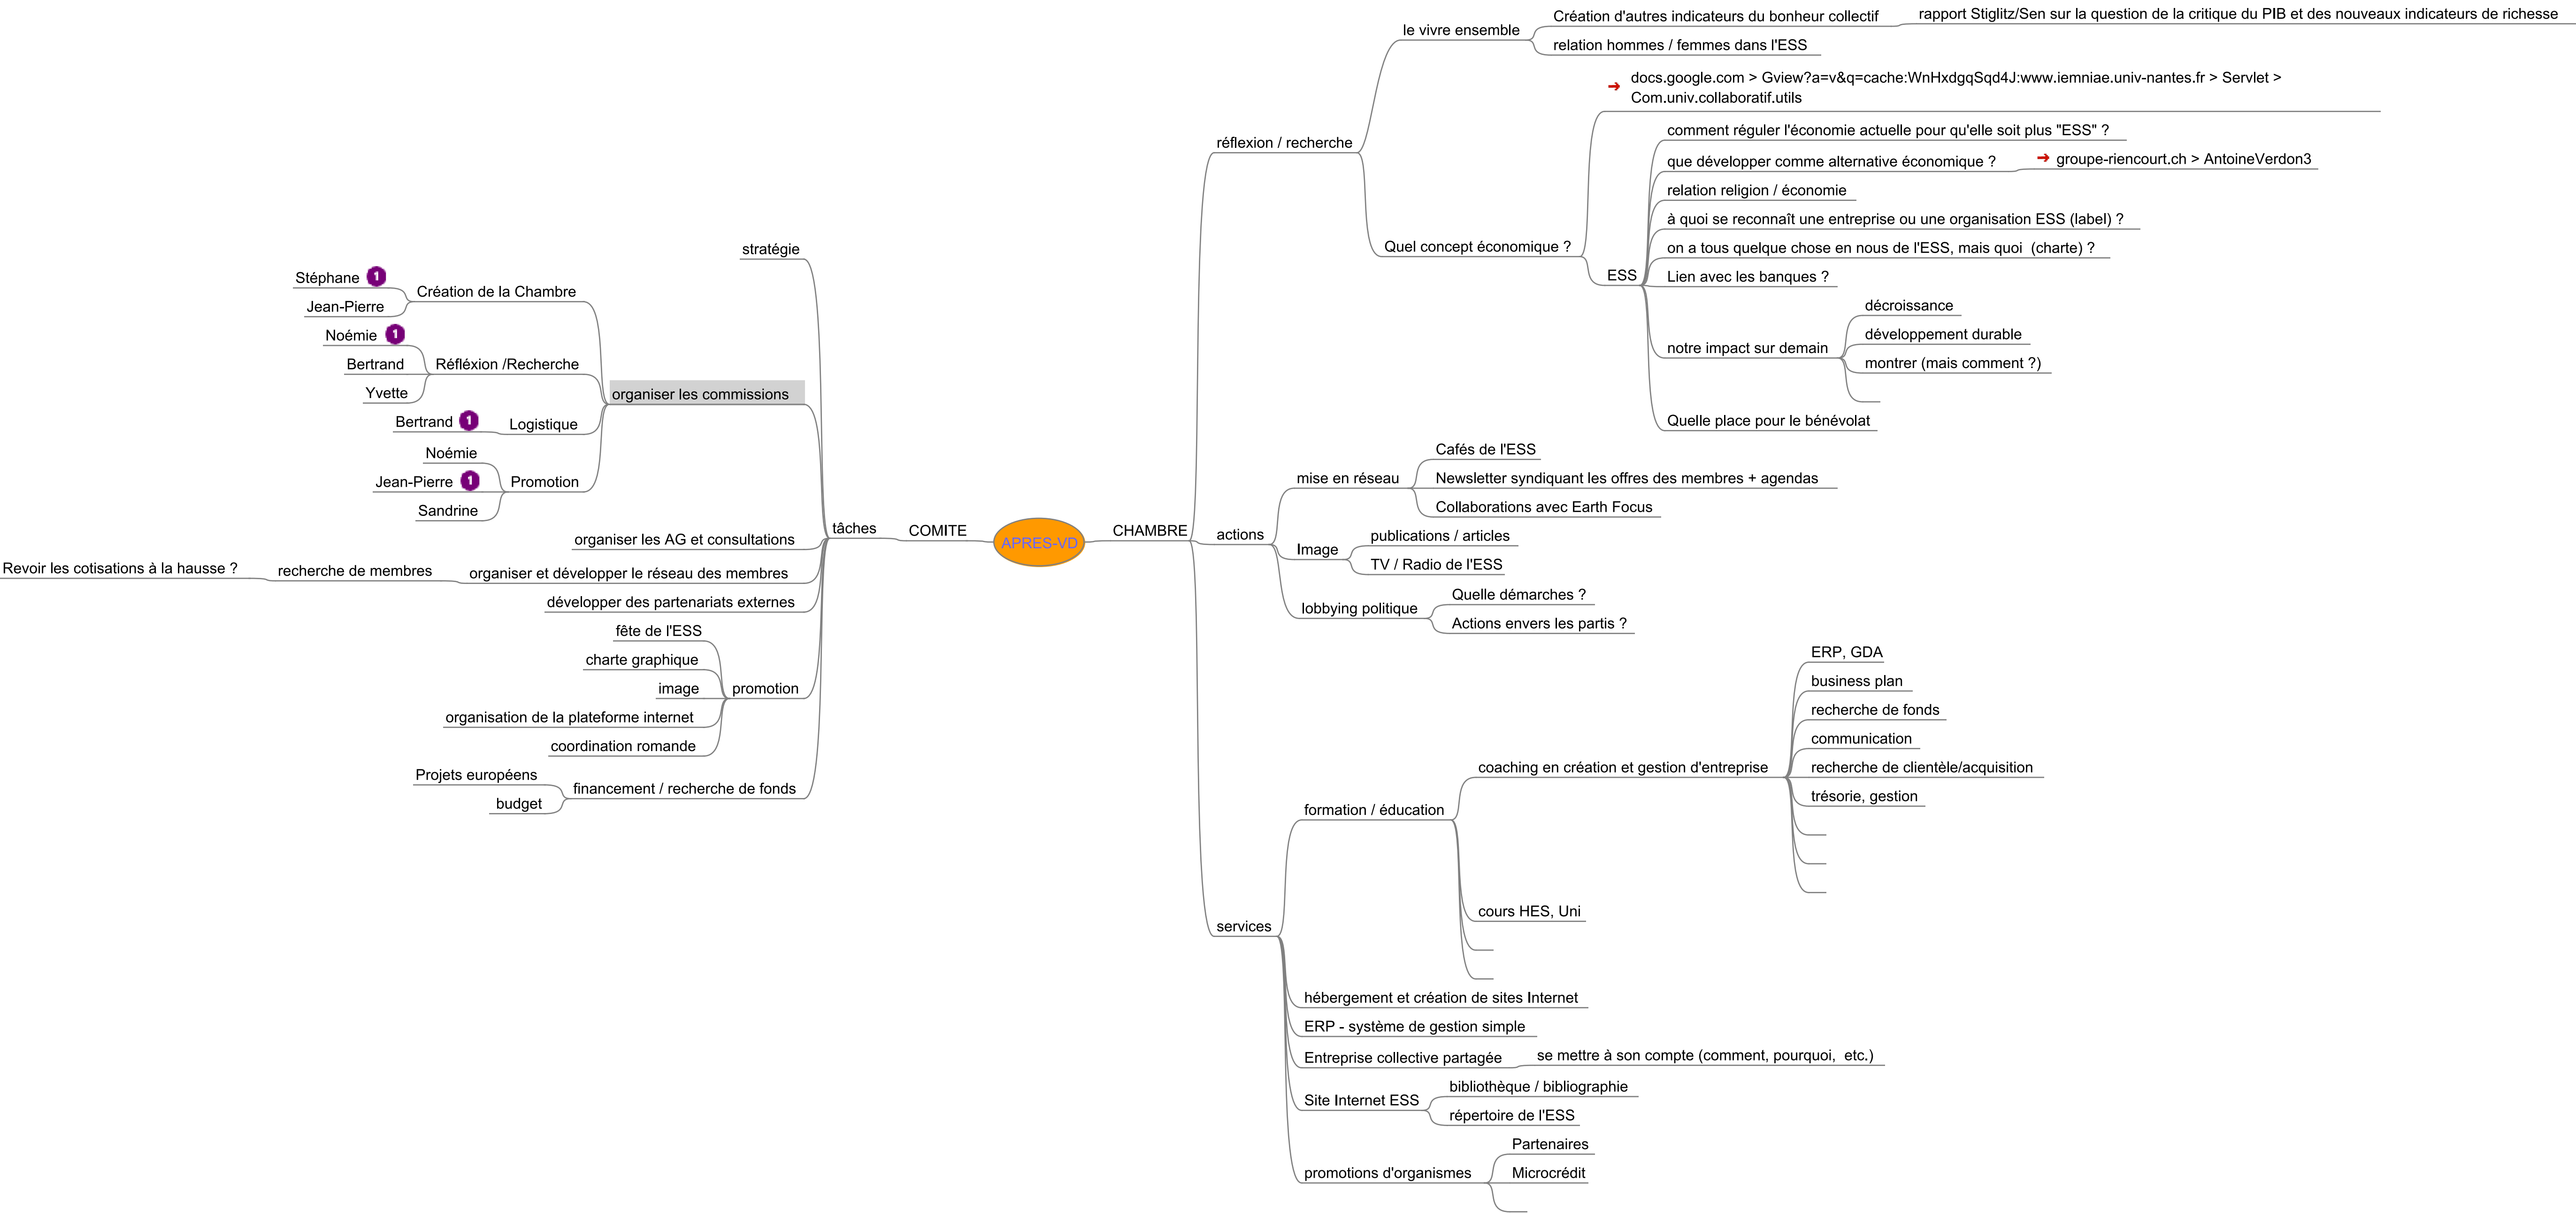 APRES-VD
COMITE
tâches
stratégie
organiser les commissions
Création de la Chambre
Stéphane 1
Jean-Pierre
Réfléxion /Recherche
Noémie 1
Bertrand
Yvette
Logistique
Bertrand 1
Promotion
Noémie
Jean-Pierre 1
Sandrine
organiser les AG et consultations
organiser et développer le réseau des membres
recherche de membres
Revoir les cotisations à la hausse ?
développer des partenariats externes
promotion
fête de l'ESS
charte graphique
image
organisation de la plateforme internet
coordination romande
financement / recherche de fonds
Projets européens
budget
CHAMBRE
réflexion / recherche
le vivre ensemble
Création d'autres indicateurs du bonheur collectif
rapport Stiglitz/Sen sur la question de la critique du PIB et des nouveaux indicateurs de richesse
relation hommes / femmes dans l'ESS
Quel concept économique ?
docs.google.com > Gview?a=v&q=cache:WnHxdgqSqd4J:www.iemniae.univ-nantes.fr > Servlet >
Com.univ.collaboratif.utils
ESS
comment réguler l'économie actuelle pour qu'elle soit plus "ESS" ?
que développer comme alternative économique ?
groupe-riencourt.ch > AntoineVerdon3
relation religion / économie
à quoi se reconnaît une entreprise ou une organisation ESS (label) ?
on a tous quelque chose en nous de l'ESS, mais quoi  (charte) ?
Lien avec les banques ?
notre impact sur demain
décroissance
développement durable
montrer (mais comment ?)
Quelle place pour le bénévolat
actions
mise en réseau
Cafés de l'ESS
Newsletter syndiquant les offres des membres + agendas
Collaborations avec Earth Focus
Image
publications / articles
TV / Radio de l'ESS
lobbying politique
Quelle démarches ?
Actions envers les partis ?
services
formation / éducation
coaching en création et gestion d'entreprise
ERP, GDA
business plan
recherche de fonds
communication
recherche de clientèle/acquisition
trésorie, gestion
cours HES, Uni
hébergement et création de sites Internet
ERP - système de gestion simple
Entreprise collective partagée
se mettre à son compte (comment, pourquoi,  etc.)
Site Internet ESS
bibliothèque / bibliographie
répertoire de l'ESS
promotions d'organismes
Partenaires
Microcrédit